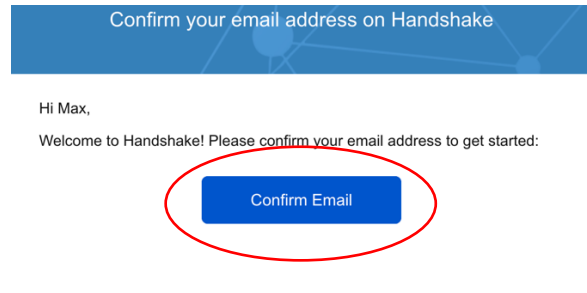 Confirm your email address on Handshake
Hi Max,
Welcome to Handshake! Please confirm your email address to get started:
Confirm Email